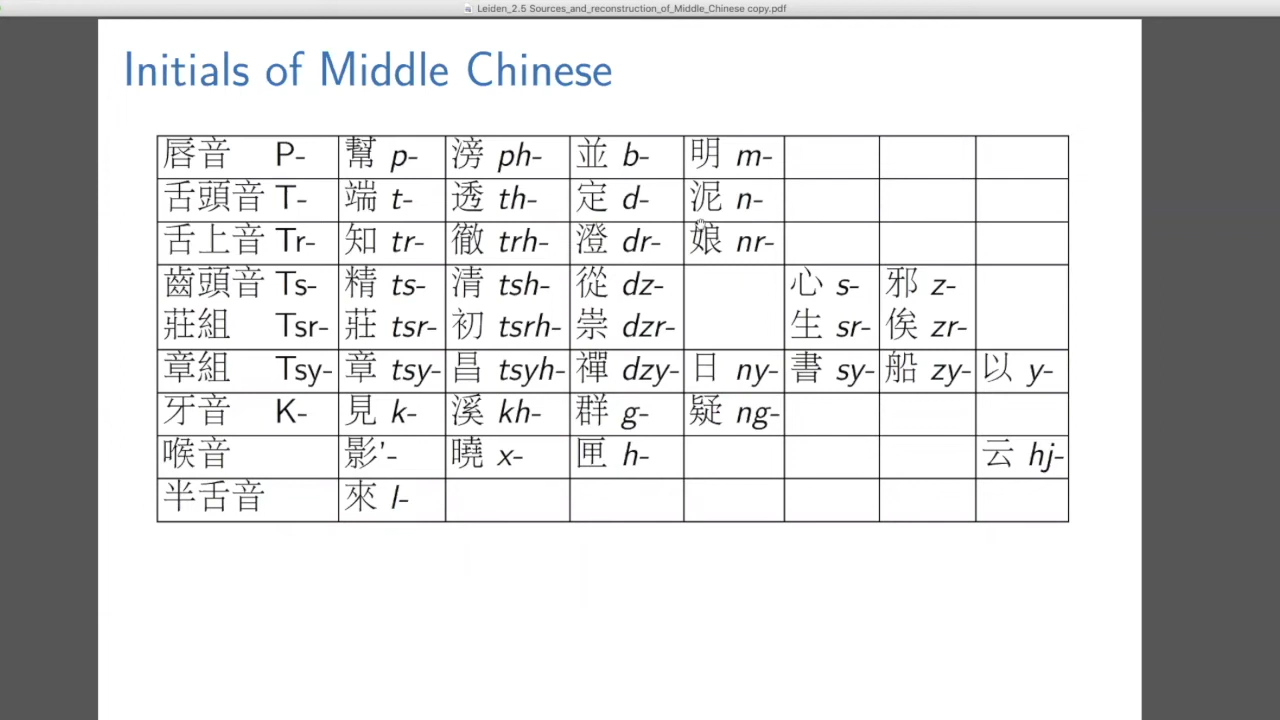 Leiden_2.5 Sources_and_reconstruction_of_Middle_Chinese copy.pdf
Initials of Middle Chinese
唇音 P- 幫 p- 滂 ph- 並 b- 明 m-
舌頭音 T- 端 t- 透 th- 定 d- 泥 n-
舌上音 Tr- 知 tr- 徹 trh- 澄 dr- 娘 nr-
齒頭音 Ts- 精 ts- 清 tsh- 從 dz- 心 s- 邪 z-
莊組 Tsr- 莊 tsr- 初 tsrh- 崇 dzr- 生 sr- 俟 zr-
章組 Tsy- 章 tsy- 昌 tsyh- 禪 dzy- 日 ny- 書 sy- 船 zy- 以 y-
牙音 K- 見 k- 溪 kh- 群 g- 疑 ng-
喉音 影 '- 曉 x- 匣 h- 云 hj-
半舌音 來 l-